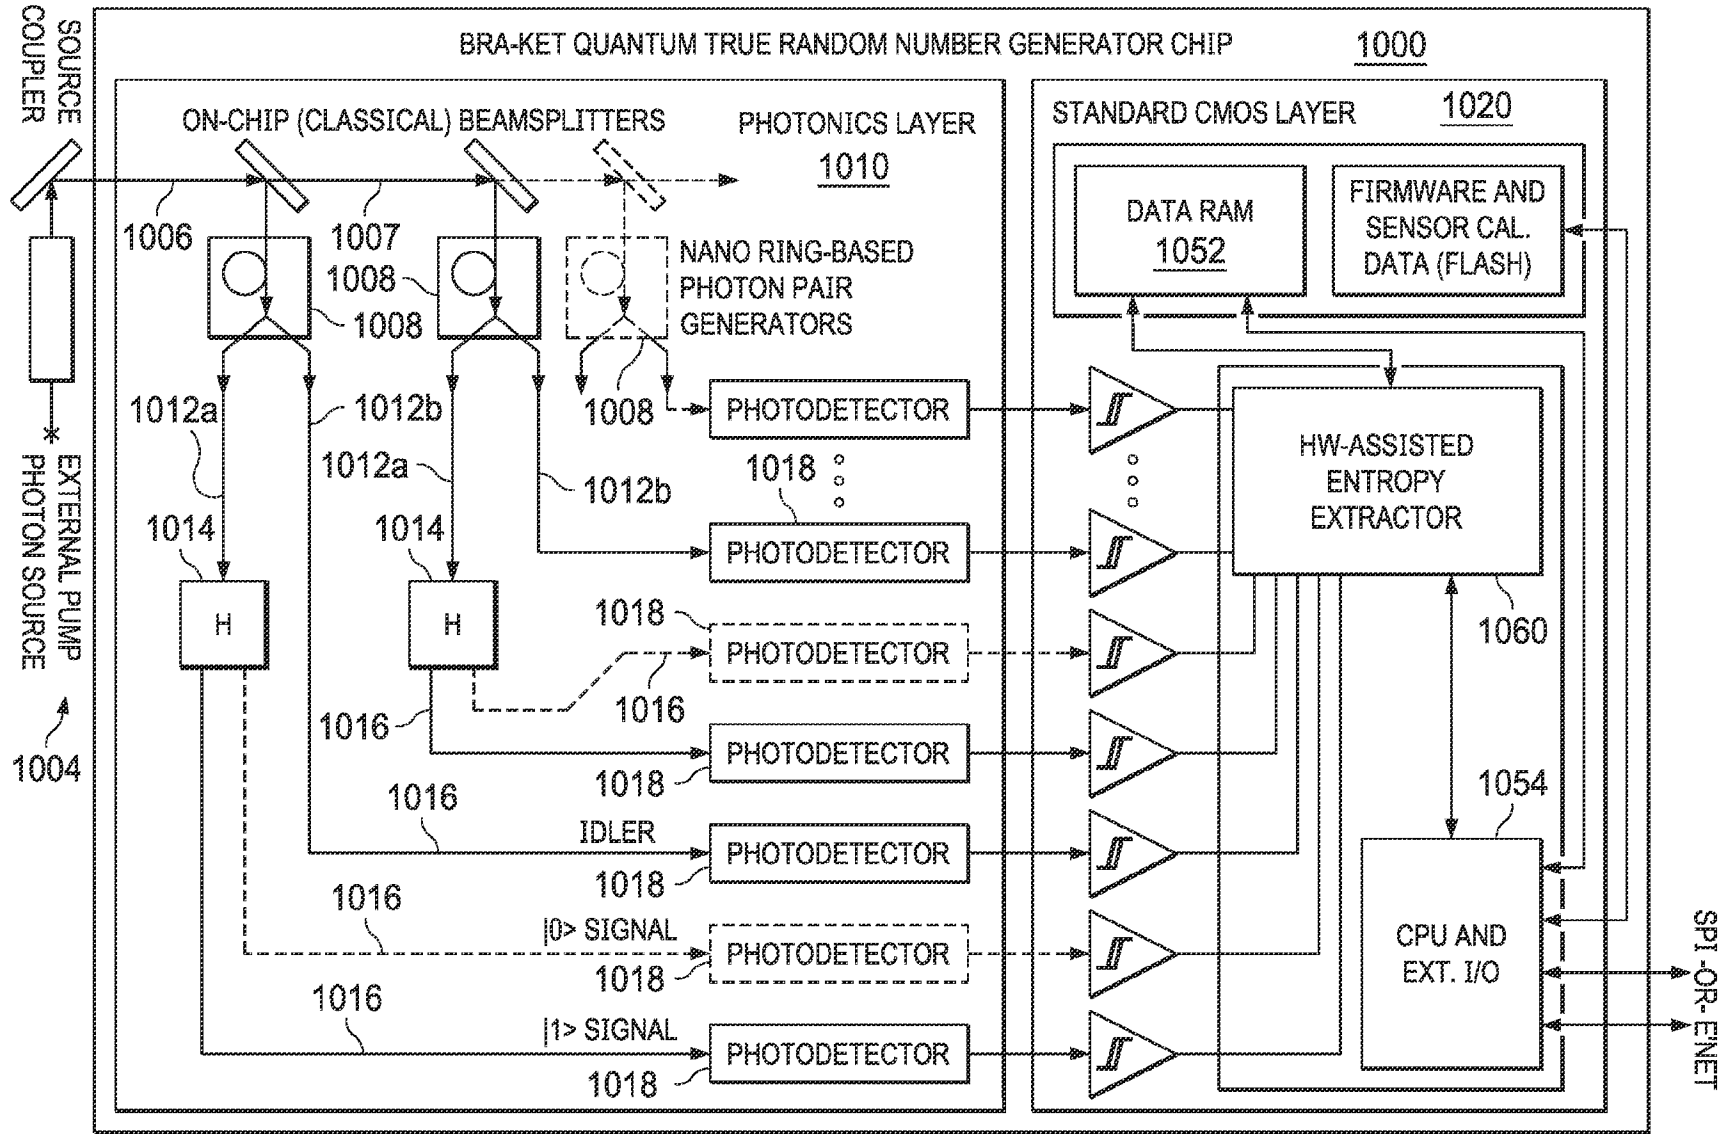 BRA-KET QUANTUM TRUE RANDOM NUMBER GENERATOR CHIP
1000
SOURCE
COUPLER
ON-CHIP (CLASSICAL) BEAMSPLITTERS
PHOTONICS LAYER
1010
STANDARD CMOS LAYER
1020
DATA RAM
1052
FIRMWARE AND
SENSOR CAL.
DATA (FLASH)
1006
1007
1008
1008
NANO RING-BASED
PHOTON PAIR
GENERATORS
1008
1012a
1012b
1012a
1012b
EXTERNAL PUMP
PHOTON SOURCE
1004
PHOTODETECTOR
1018
PHOTODETECTOR
HW-ASSISTED
ENTROPY
EXTRACTOR
1060
1014
H
1014
H
1018
PHOTODETECTOR
1016
1016
PHOTODETECTOR
1018
1016
IDLER
PHOTODETECTOR
1018
1016
|0> SIGNAL
PHOTODETECTOR
1018
1016
|1> SIGNAL
PHOTODETECTOR
1018
1054
CPU AND
EXT. I/O
SPI -OR- E'NET